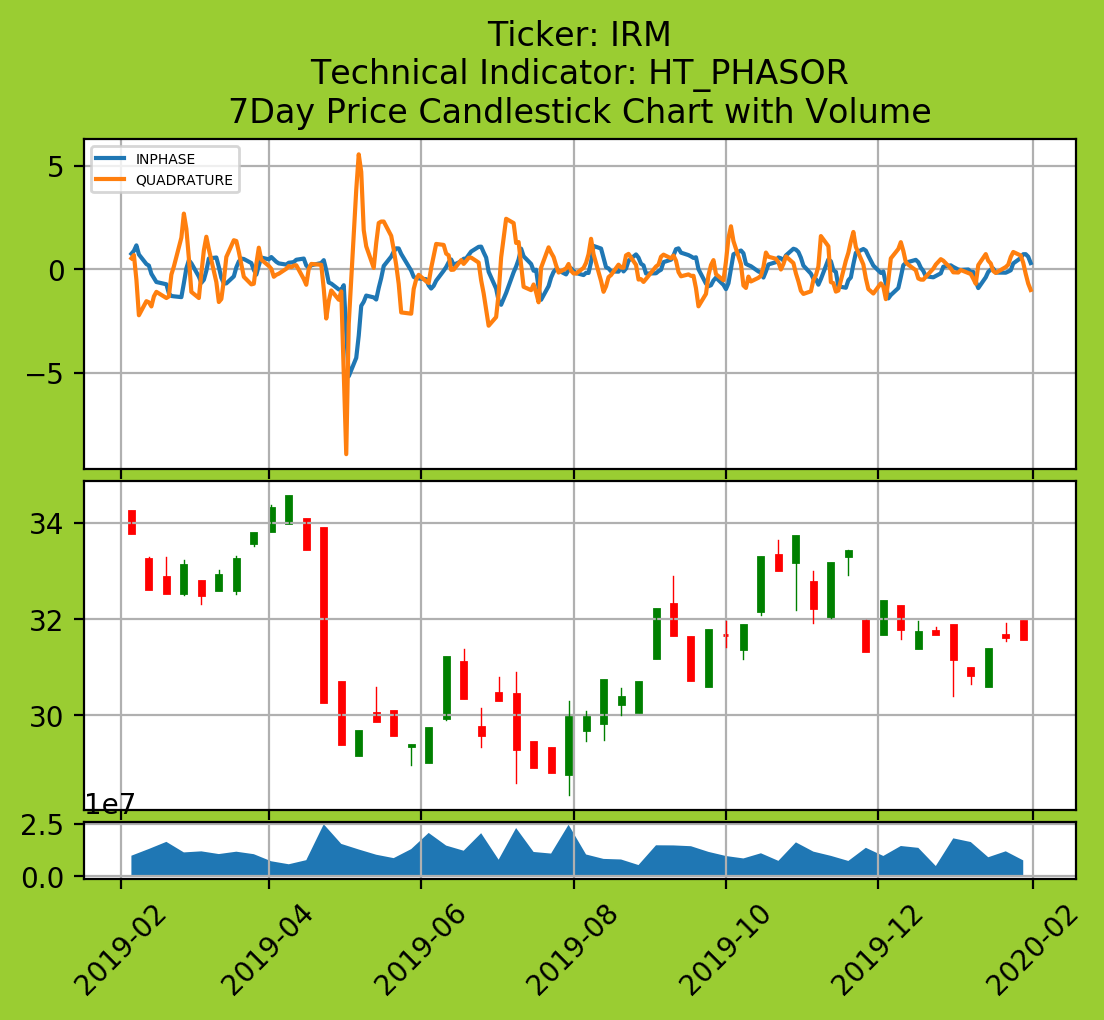 Ticker: IRM
Technical Indicator: HT_PHASOR
7Day Price Candlestick Chart with Volume
INPHASE
QUADRATURE
5
0
−5
34
32
30
1e7
2.5
0.0
2019-02
2019-04
2019-06
2019-08
2019-10
2019-12
2020-02